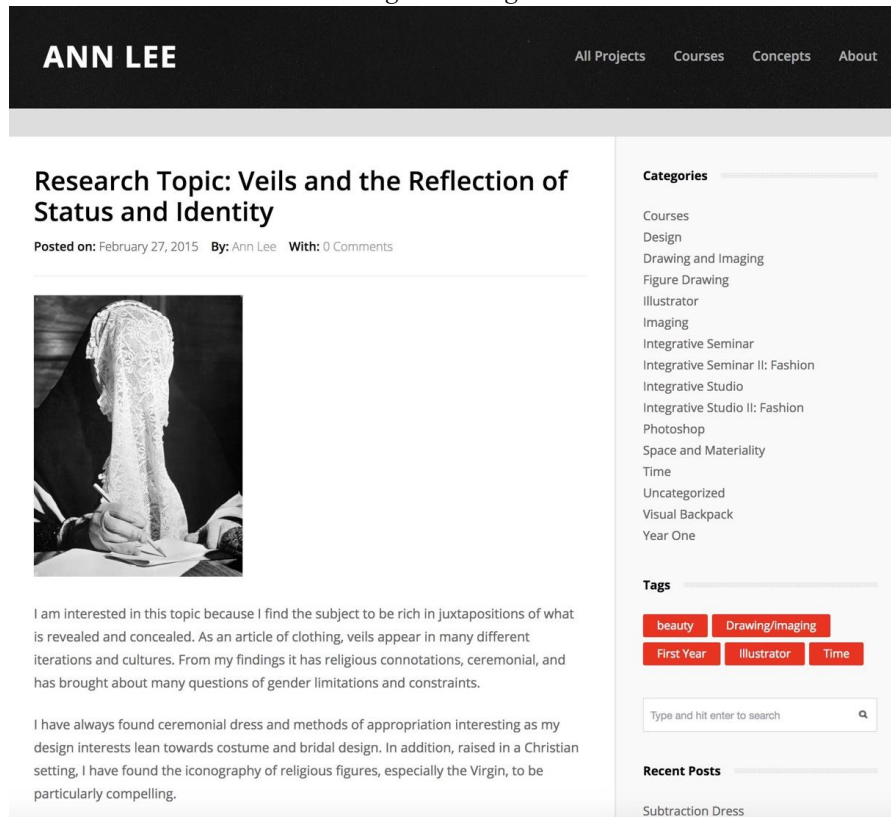 ANN LEE
All Projects Courses Concepts About
Research Topic: Veils and the Reflection of
Status and Identity
Posted on: February 27, 2015 By: Ann Lee With: 0 Comments
I am interested in this topic because I find the subject to be rich in juxtapositions of what
is revealed and concealed. As an article of clothing, veils appear in many different
iterations and cultures. From my findings it has religious connotations, ceremonial, and
has brought about many questions of gender limitations and constraints.
I have always found ceremonial dress and methods of appropriation interesting as my
design interests lean towards costume and bridal design. In addition, raised in a Christian
setting, I have found the iconography of religious figures, especially the Virgin, to be
particularly compelling.
Categories
Courses
Design
Drawing and Imaging
Figure Drawing
Illustrator
Imaging
Integrative Seminar
Integrative Seminar II: Fashion
Integrative Studio
Integrative Studio II: Fashion
Photoshop
Space and Materiality
Time
Uncategorized
Visual Backpack
Year One
Tags
beauty Drawing/imaging
First Year Illustrator Time
Type and hit enter to search
Recent Posts
Subtraction Dress